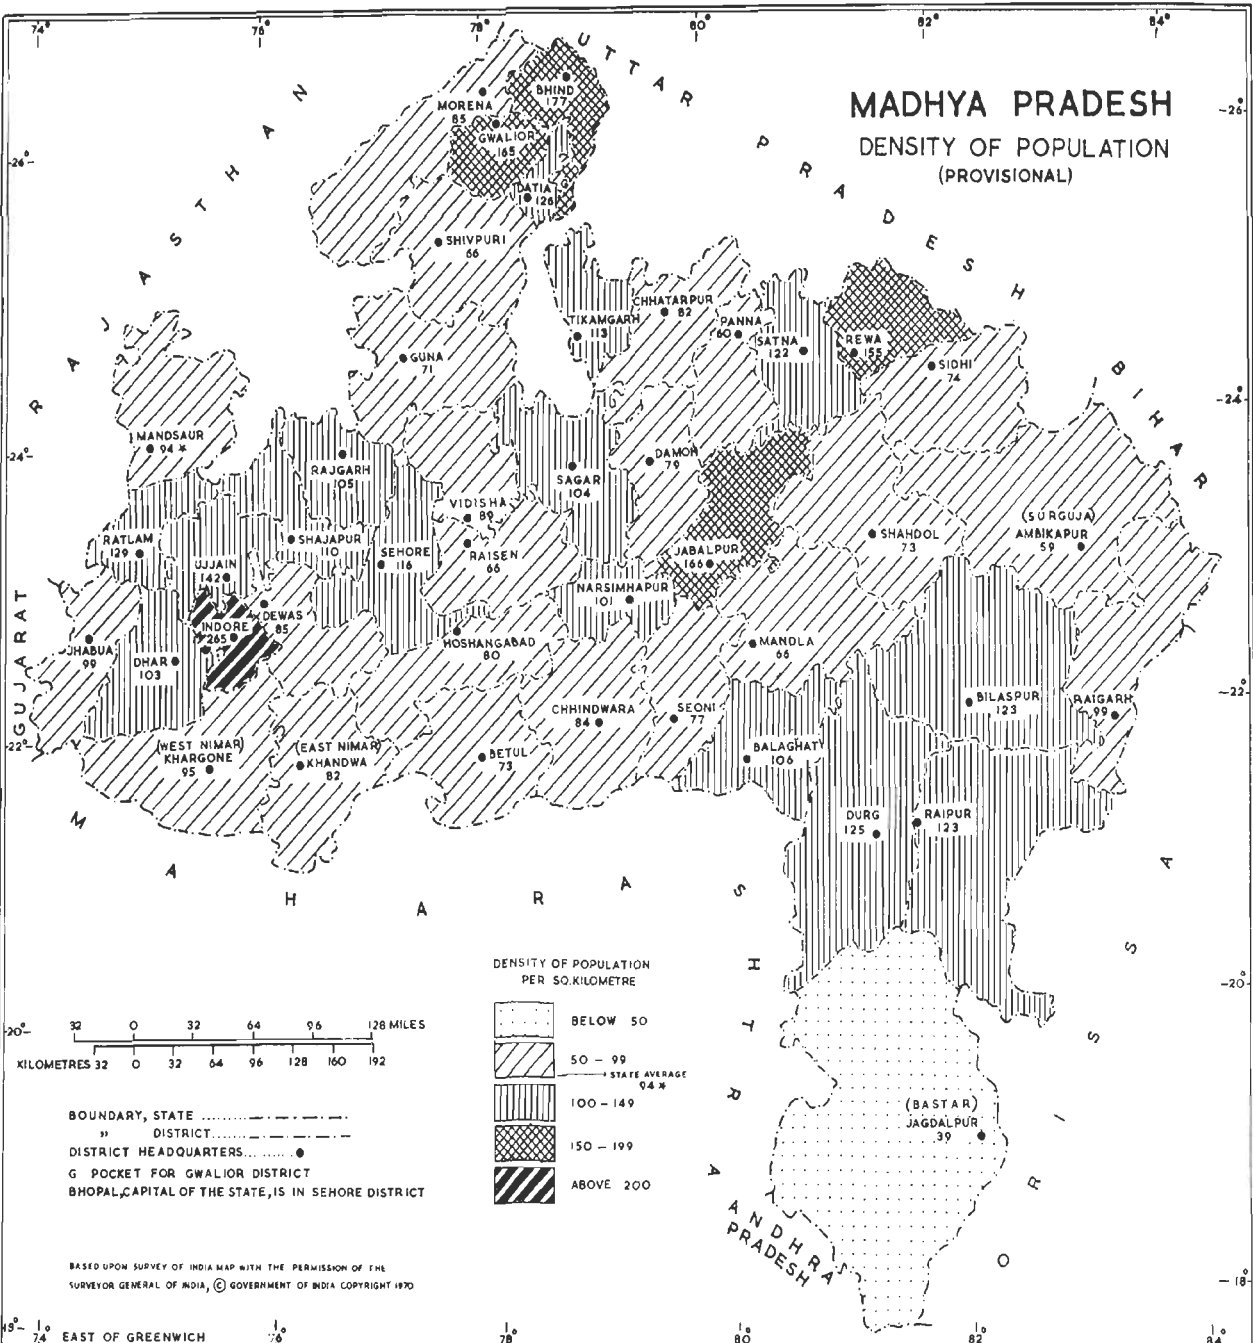 74° 76° 78° 80° 82° 84°
UTTAR PRADESH
RAJASTHAN
MADHYA PRADESH
DENSITY OF POPULATION
(PROVISIONAL)
26°
26°
BHIND
177
MORENA
85
GWALIOR
165
DATIA
126
G
SHIVPURI
66
TIKAMGARH
113
CHHATARPUR
82
PANNA
60
SATNA
122
REWA
155
SIDHI
74
GUNA
71
BIHAR
24°
24°
MANDSAUR
94*
RAJGARH
105
SAGAR
104
DAMOH
79
VIDISHA
89
RATLAM
129
SHAJAPUR
110
SEHORE
116
RAISEN
66
JABALPUR
166
SHAHDOL
73
(SURGUJA)
AMBIKAPUR
59
UJJAIN
142
NARSIMHAPUR
101
DEWAS
85
INDORE
265
HOSHANGABAD
80
MANDLA
66
JHABUA
99
DHAR
103
GUJARAT
CHHINDWARA
84
SEONI
77
BILASPUR
123
RAIGARH
99
22°
22°
(WEST NIMAR)
KHARGONE
95
(EAST NIMAR)
KHANDWA
82
BETUL
73
BALAGHAT
106
DURG
125
RAIPUR
123
MAHARASHTRA
ORISSA
DENSITY OF POPULATION
PER SQ.KILOMETRE
BELOW 50
50 – 99
STATE AVERAGE
94*
100 – 149
150 – 199
ABOVE 200
20°
20°
32 0 32 64 96 128 MILES
KILOMETRES 32 0 32 64 96 128 160 192
BOUNDARY, STATE ........
" DISTRICT......
DISTRICT HEADQUARTERS.........
G POCKET FOR GWALIOR DISTRICT
BHOPAL, CAPITAL OF THE STATE, IS IN SEHORE DISTRICT
(BASTAR)
JAGDALPUR
39
ANDHRA
PRADESH
BASED UPON SURVEY OF INDIA MAP WITH THE PERMISSION OF THE
SURVEYOR GENERAL OF INDIA, © GOVERNMENT OF INDIA COPYRIGHT 1970
18°
74° EAST OF GREENWICH 76° 78° 80° 82° 84°